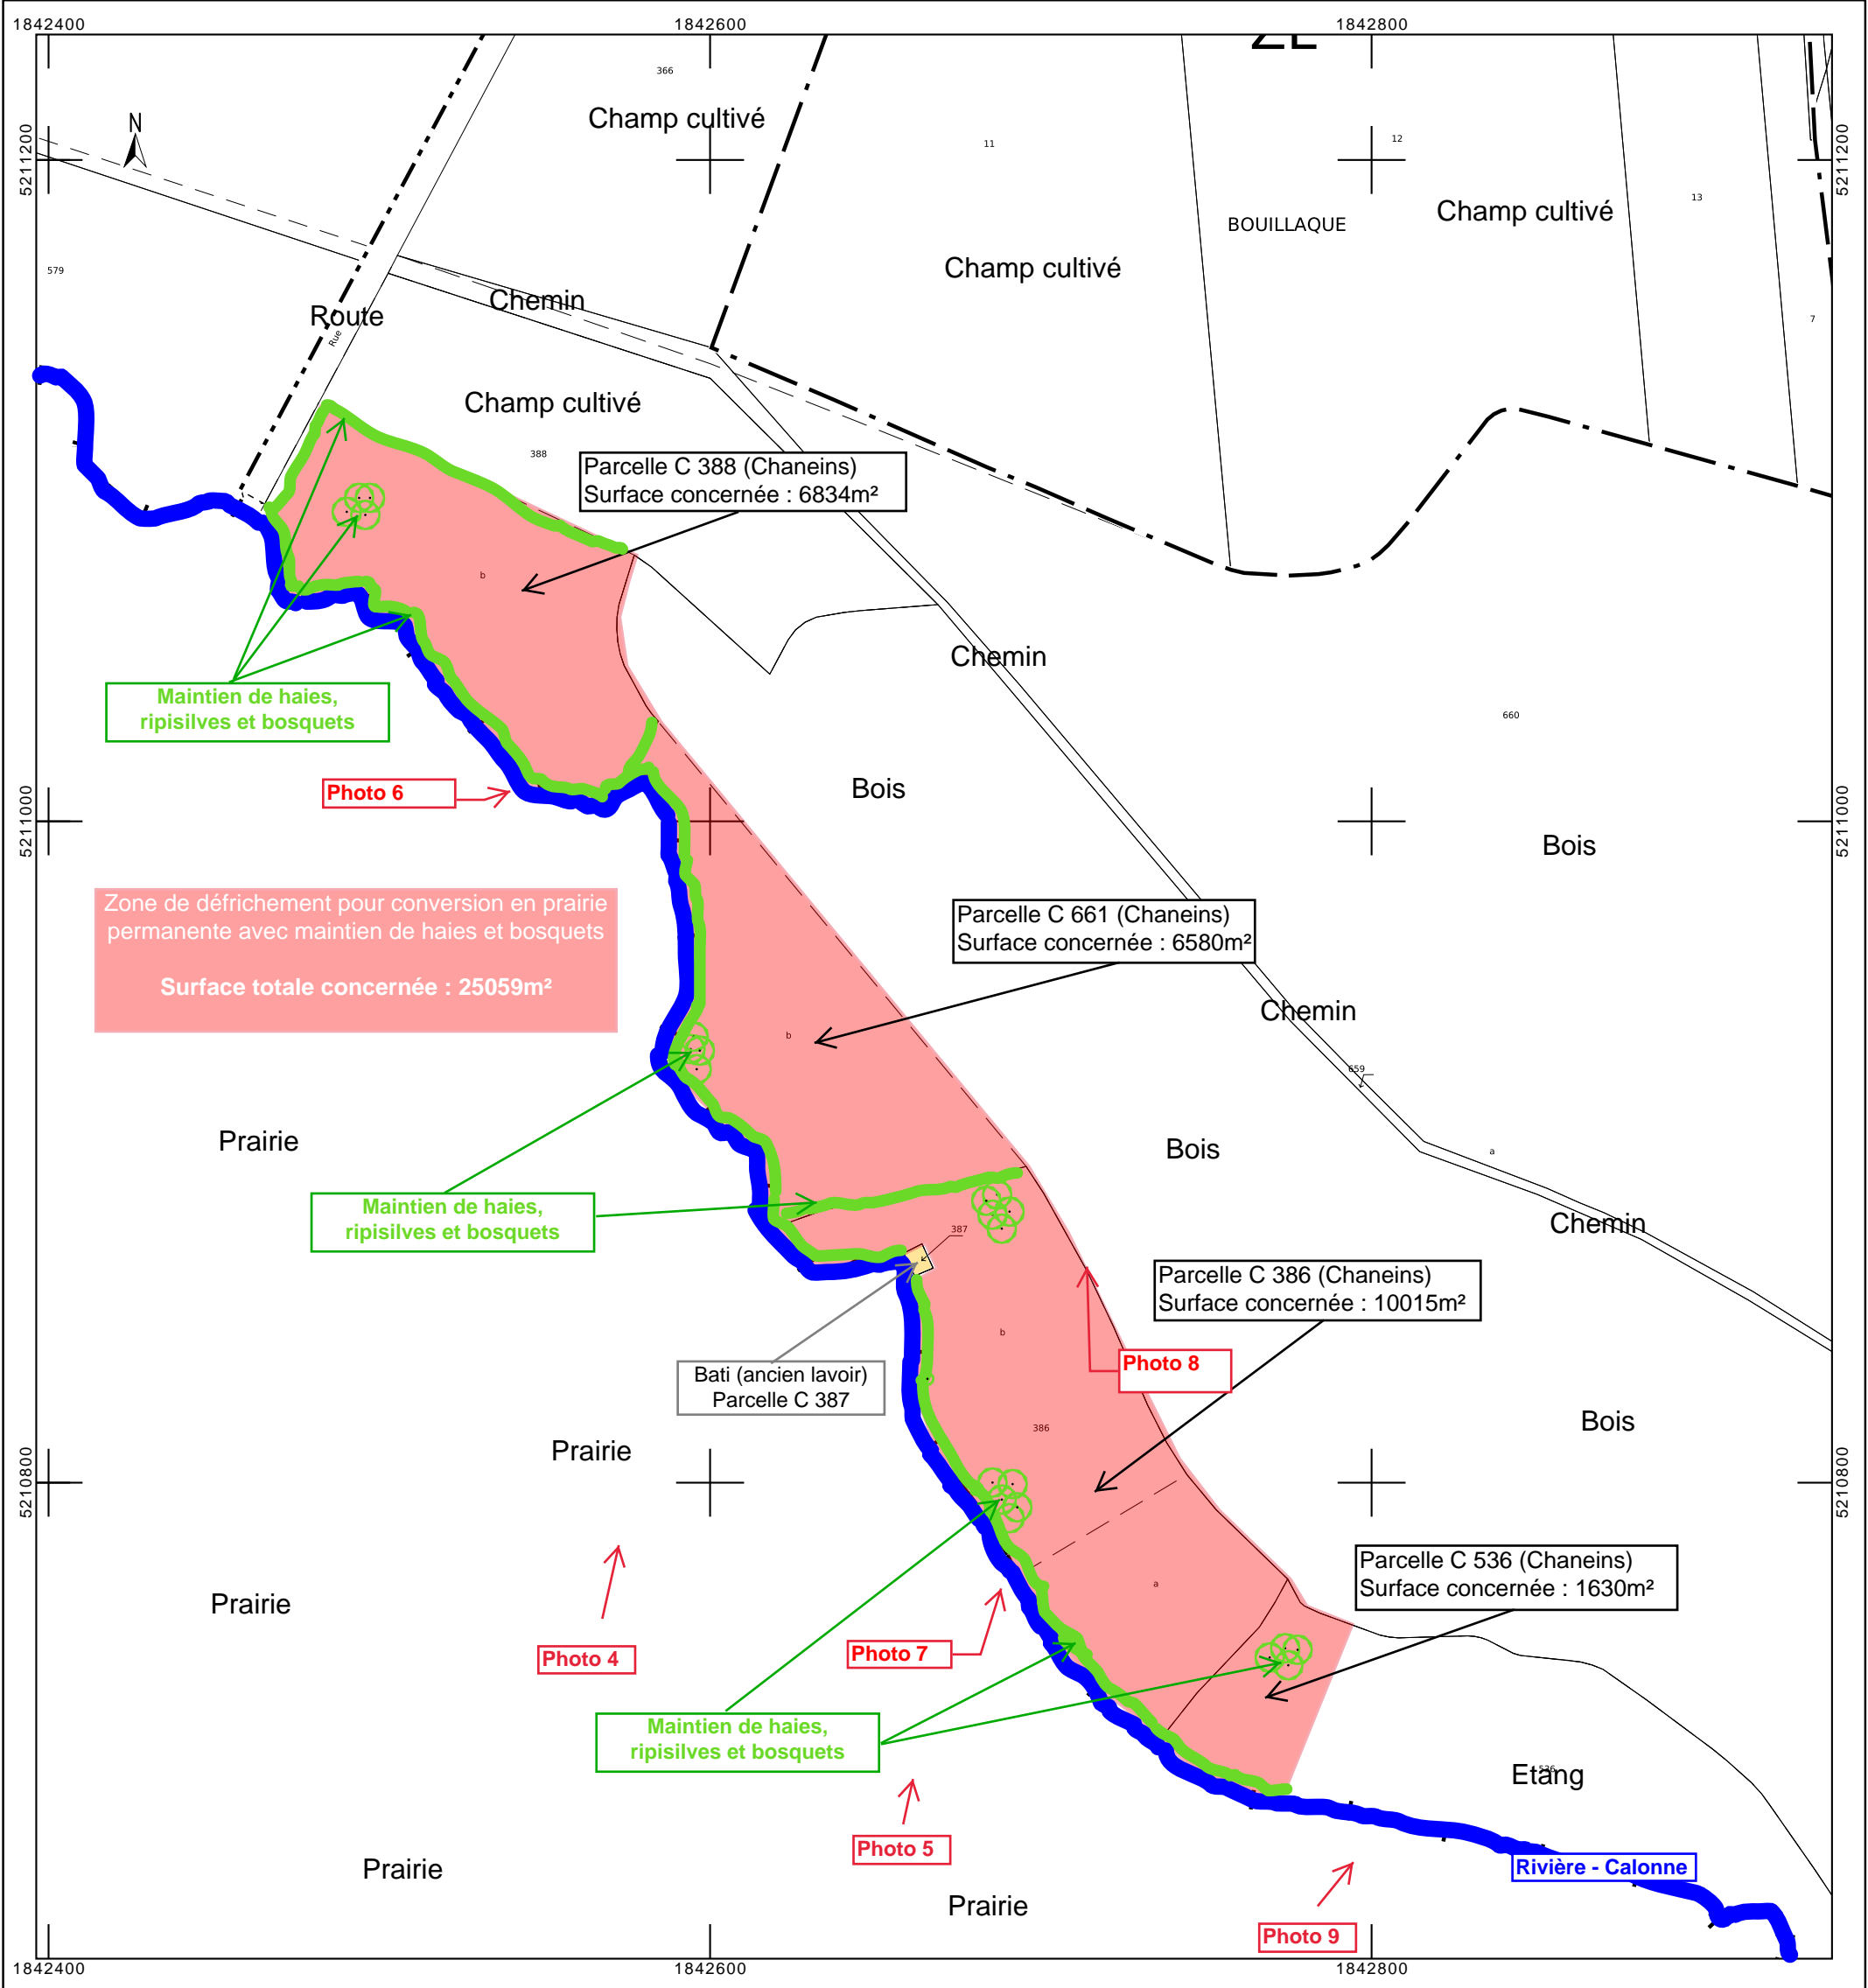 1842400
1842600
1842800
ZL
366
Champ cultivé
N
5211200
5211200
11
12
13
Champ cultivé
BOUILLAQUE
Champ cultivé
579
Chemin
Route
Rue
7
Champ cultivé
388
Parcelle C 388 (Chaneins)
Surface concernée : 6834m²
b
Chemin
Maintien de haies,
ripisilves et bosquets
660
Photo 6
Bois
5211000
5211000
Bois
Zone de défrichement pour conversion en prairie
permanente avec maintien de haies et bosquets
Surface totale concernée : 25059m²
Parcelle C 661 (Chaneins)
Surface concernée : 6580m²
Chemin
b
659
Prairie
Bois
a
Maintien de haies,
ripisilves et bosquets
Chemin
387
Parcelle C 386 (Chaneins)
Surface concernée : 10015m²
b
Photo 8
Bati (ancien lavoir)
Parcelle C 387
386
Bois
Prairie
5210800
5210800
Parcelle C 536 (Chaneins)
Surface concernée : 1630m²
a
Prairie
Photo 4
Photo 7
Maintien de haies,
ripisilves et bosquets
536
Etang
Photo 5
Prairie
Rivière - Calonne
Prairie
Photo 9
1842400
1842600
1842800